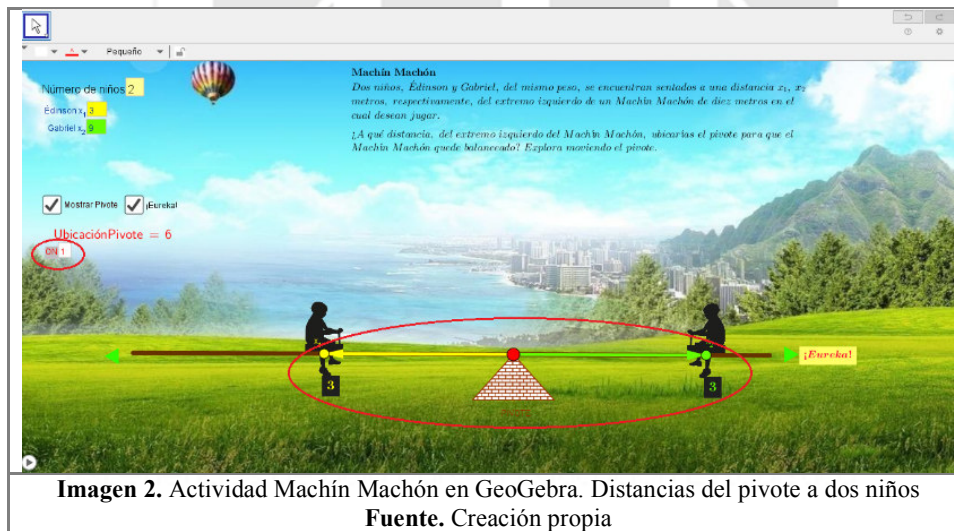 Pequeño
Machín Machón
Número de niños 2
Dos niños, Édinson y Gabriel, del mismo peso, se encuentran sentados a una distancia x₁, x₂
metros, respectivamente, del extremo izquierdo de un Machín Machón de diez metros en el
cual desean jugar.
Édinson x₁ 3
Gabriel x₂ 9
¿A qué distancia, del extremo izquierdo del Machín Machón, ubicarías el pivote para que el
Machín Machón quede balanceado? Explora moviendo el pivote.
Mostrar Pivote ¡Eureka!
UbicaciónPivote = 6
ON 1
¡Eureka!
3 3
Imagen 2. Actividad Machín Machón en GeoGebra. Distancias del pivote a dos niños
Fuente. Creación propia